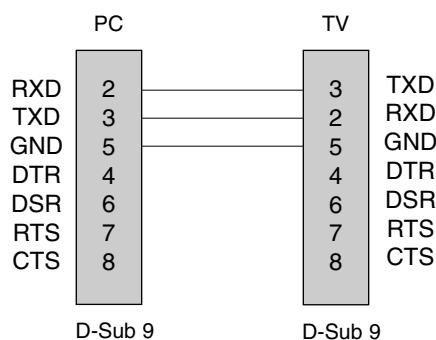 PC TV
RXD 2 3 TXD
TXD 3 2 RXD
GND 5 5 GND
DTR 4 4 DTR
DSR 6 6 DSR
RTS 7 7 RTS
CTS 8 8 CTS
D-Sub 9 D-Sub 9